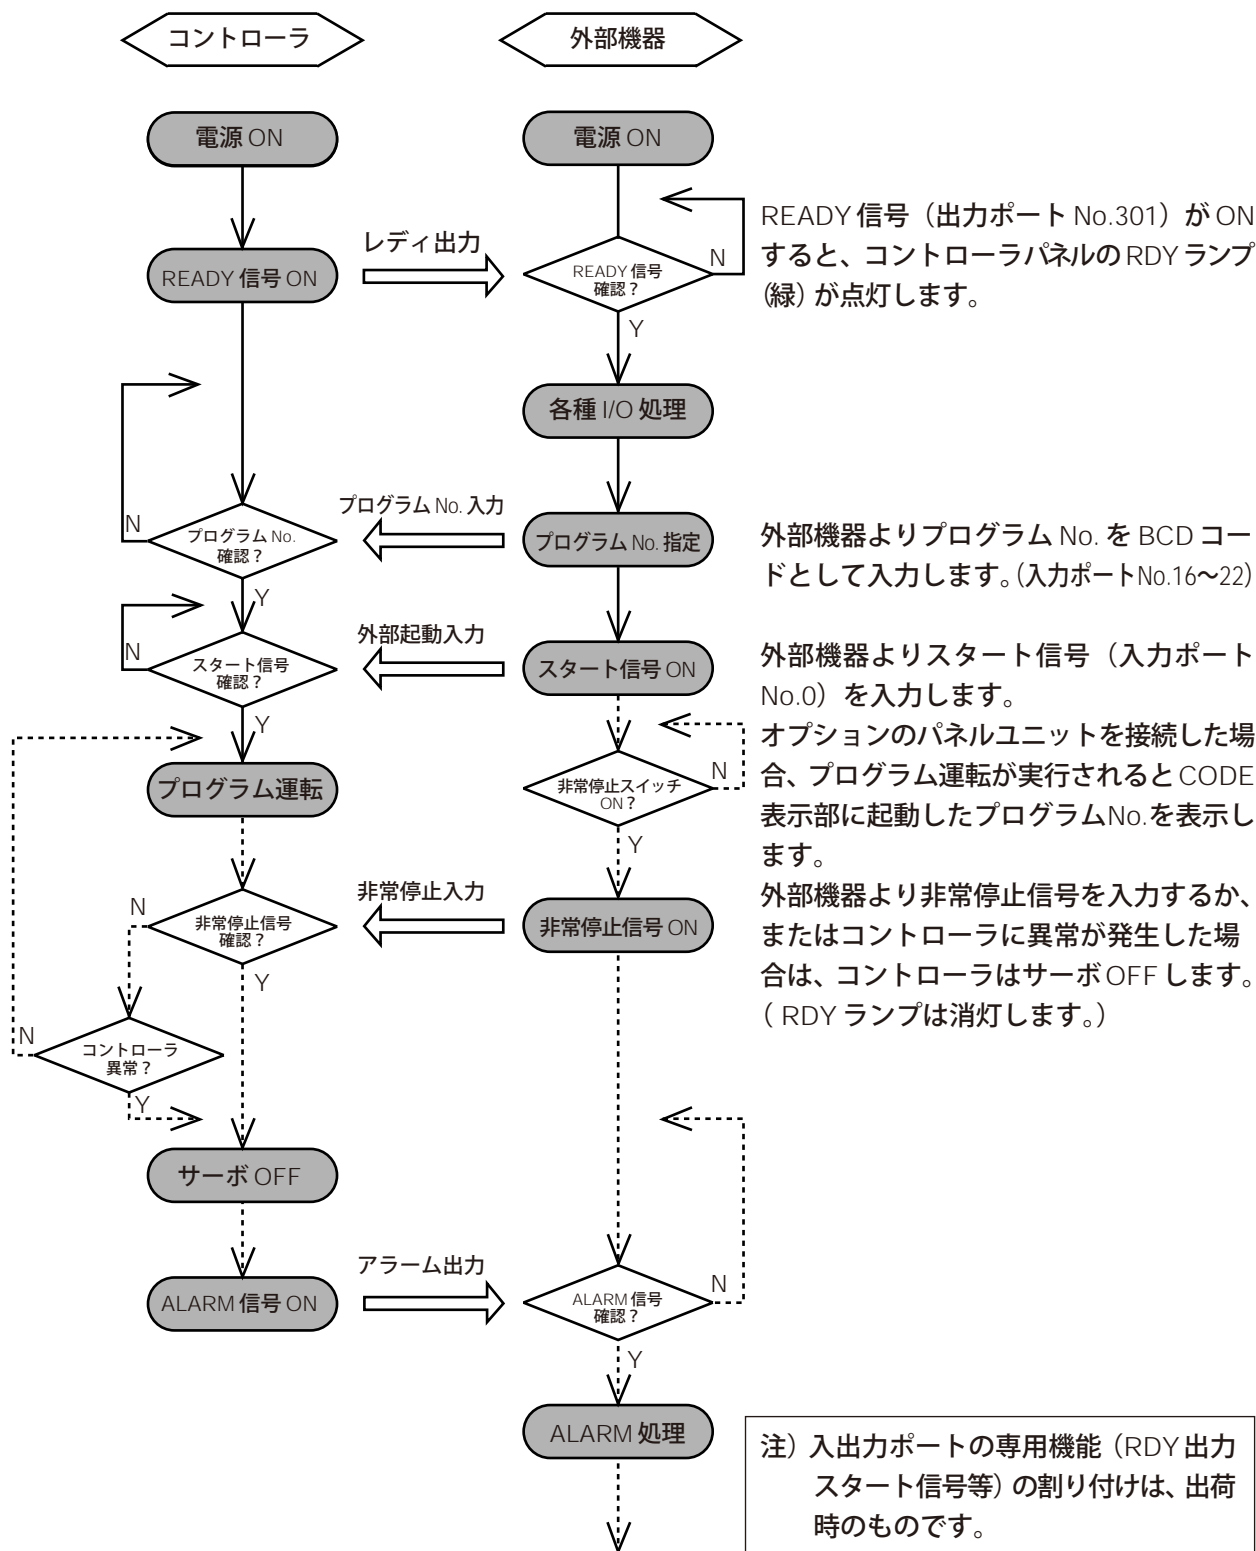 コントローラ
外部機器
電源 ON
電源 ON
READY 信号（出力ポート No.301）が ON
すると、コントローラパネルの RDY ランプ
（緑）が点灯します。
レディ出力
READY 信号 ON
READY 信号
確認？
N
Y
各種 I/O 処理
プログラム No. 入力
N
プログラム No.
確認？
プログラム No. 指定
外部機器よりプログラム No. を BCD コー
ドとして入力します。（入力ポートNo.16〜22）
Y
外部起動入力
N
スタート信号
確認？
スタート信号 ON
外部機器よりスタート信号（入力ポート
No.0）を入力します。
オプションのパネルユニットを接続した場
合、プログラム運転が実行されると CODE
表示部に起動したプログラムNo.を表示し
ます。
外部機器より非常停止信号を入力するか、
またはコントローラに異常が発生した場
合は、コントローラはサーボ OFF します。
（ RDY ランプは消灯します。）
Y
プログラム運転
非常停止スイッチ
ON？
N
Y
非常停止入力
N
非常停止信号
確認？
非常停止信号 ON
Y
N
コントローラ
異常？
Y
サーボ OFF
アラーム出力
ALARM 信号 ON
ALARM 信号
確認？
N
Y
ALARM 処理
注）入出力ポートの専用機能（RDY 出力
スタート信号等）の割り付けは、出荷
時のものです。